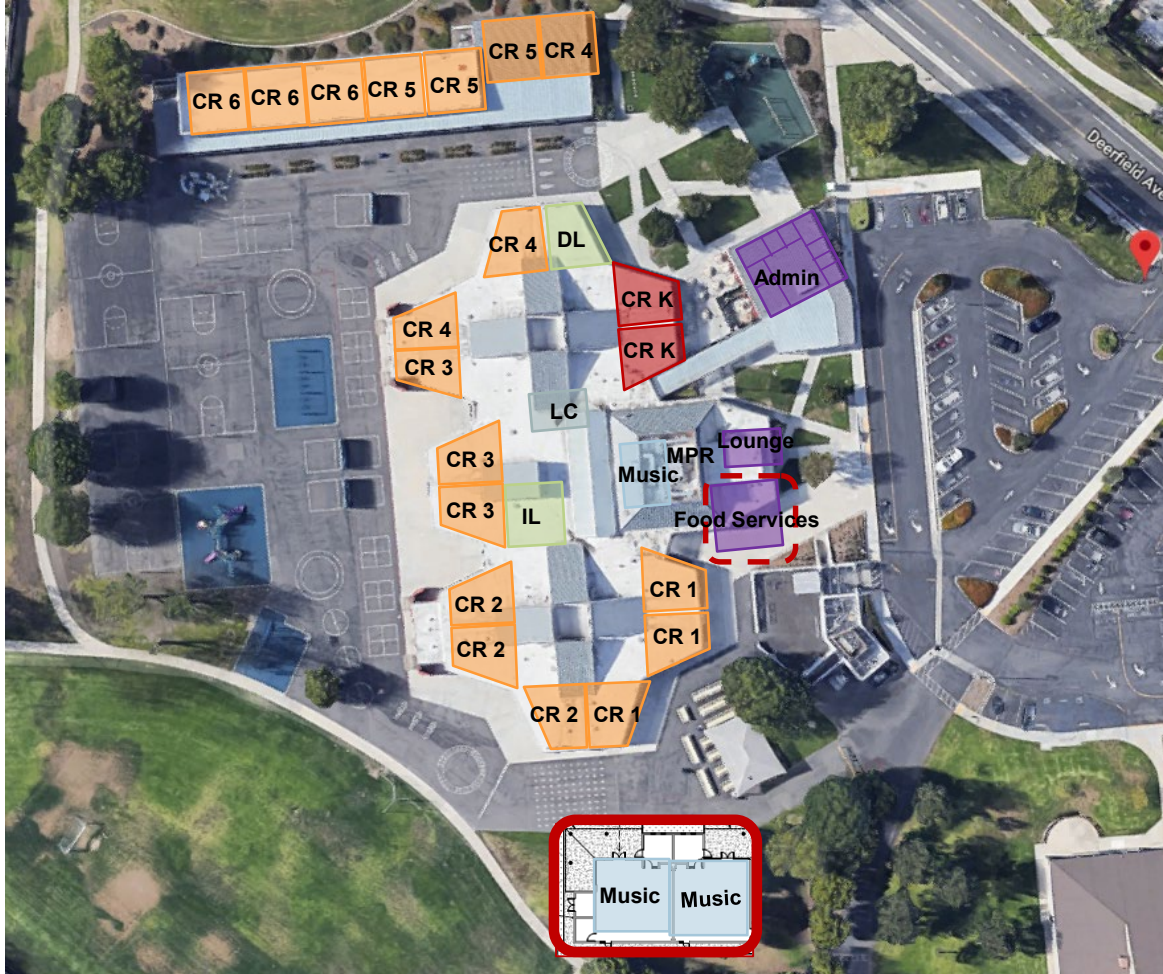 CR 5
CR 4
CR 6
CR 6
CR 6
CR 5
CR 5
Deerfield Ave
CR 4
DL
Admin
CR K
CR K
CR 4
CR 3
LC
Lounge
MPR
Music
CR 3
CR 3
IL
Food Services
CR 1
CR 2
CR 1
CR 2
CR 2
CR 1
Music
Music